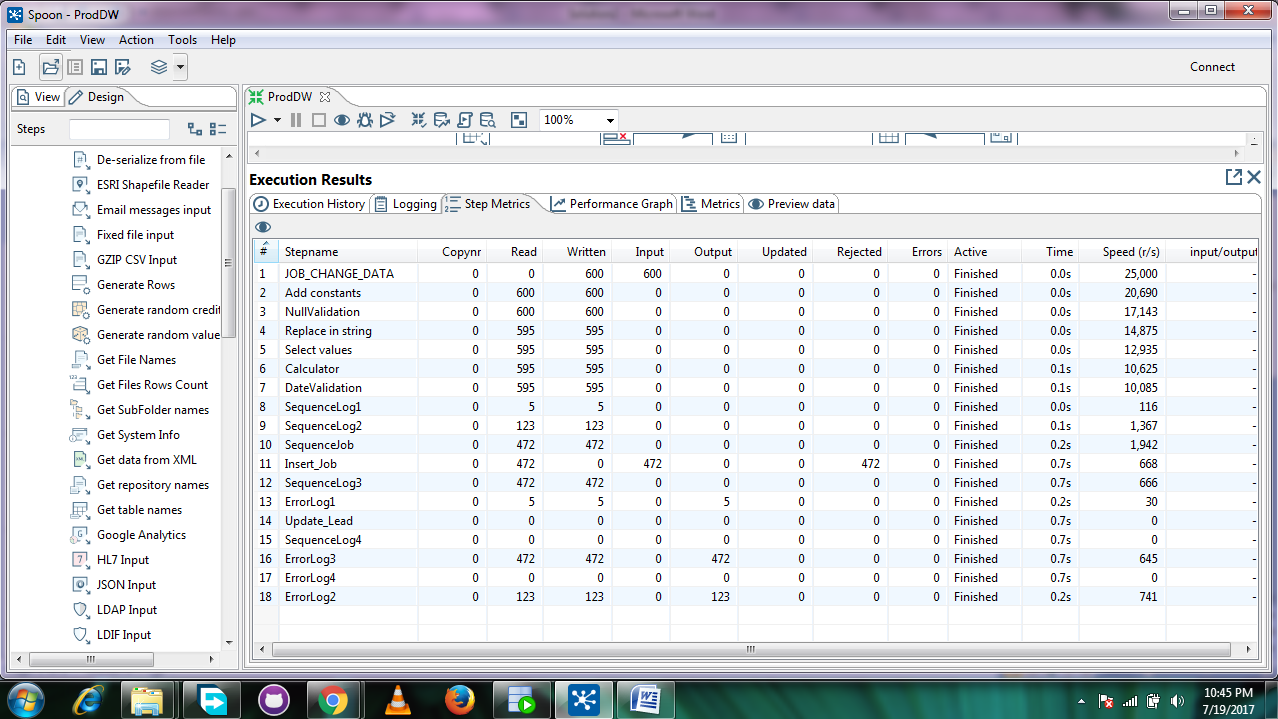 Spoon - ProdDW
File Edit View Action Tools Help
Connect
View Design
Steps
De-serialize from file
ESRI Shapefile Reader
Email messages input
Fixed file input
GZIP CSV Input
Generate Rows
Generate random credit
Generate random value
Get File Names
Get Files Rows Count
Get SubFolder names
Get System Info
Get data from XML
Get repository names
Get table names
Google Analytics
HL7 Input
JSON Input
LDAP Input
LDIF Input
ProdDW
100%
Execution Results
Execution History Logging Step Metrics Performance Graph Metrics Preview data
# Stepname Copynr Read Written Input Output Updated Rejected Errors Active Time Speed (r/s) input/output
1 JOB_CHANGE_DATA 0 0 600 600 0 0 0 0 Finished 0.0s 25,000 -
2 Add constants 0 600 600 0 0 0 0 0 Finished 0.0s 20,690 -
3 NullValidation 0 600 600 0 0 0 0 0 Finished 0.0s 17,143 -
4 Replace in string 0 595 595 0 0 0 0 0 Finished 0.0s 14,875 -
5 Select values 0 595 595 0 0 0 0 0 Finished 0.0s 12,935 -
6 Calculator 0 595 595 0 0 0 0 0 Finished 0.1s 10,625 -
7 DateValidation 0 595 595 0 0 0 0 0 Finished 0.1s 10,085 -
8 SequenceLog1 0 5 5 0 0 0 0 0 Finished 0.0s 116 -
9 SequenceLog2 0 123 123 0 0 0 0 0 Finished 0.1s 1,367 -
10 SequenceJob 0 472 472 0 0 0 0 0 Finished 0.2s 1,942 -
11 Insert_Job 0 472 0 472 0 0 472 0 Finished 0.7s 668 -
12 SequenceLog3 0 472 472 0 0 0 0 0 Finished 0.7s 666 -
13 ErrorLog1 0 5 5 0 5 0 0 0 Finished 0.2s 30 -
14 Update_Lead 0 0 0 0 0 0 0 0 Finished 0.7s 0 -
15 SequenceLog4 0 0 0 0 0 0 0 0 Finished 0.7s 0 -
16 ErrorLog3 0 472 472 0 472 0 0 0 Finished 0.7s 645 -
17 ErrorLog4 0 0 0 0 0 0 0 0 Finished 0.7s 0 -
18 ErrorLog2 0 123 123 0 123 0 0 0 Finished 0.2s 741 -
10:45 PM
7/19/2017